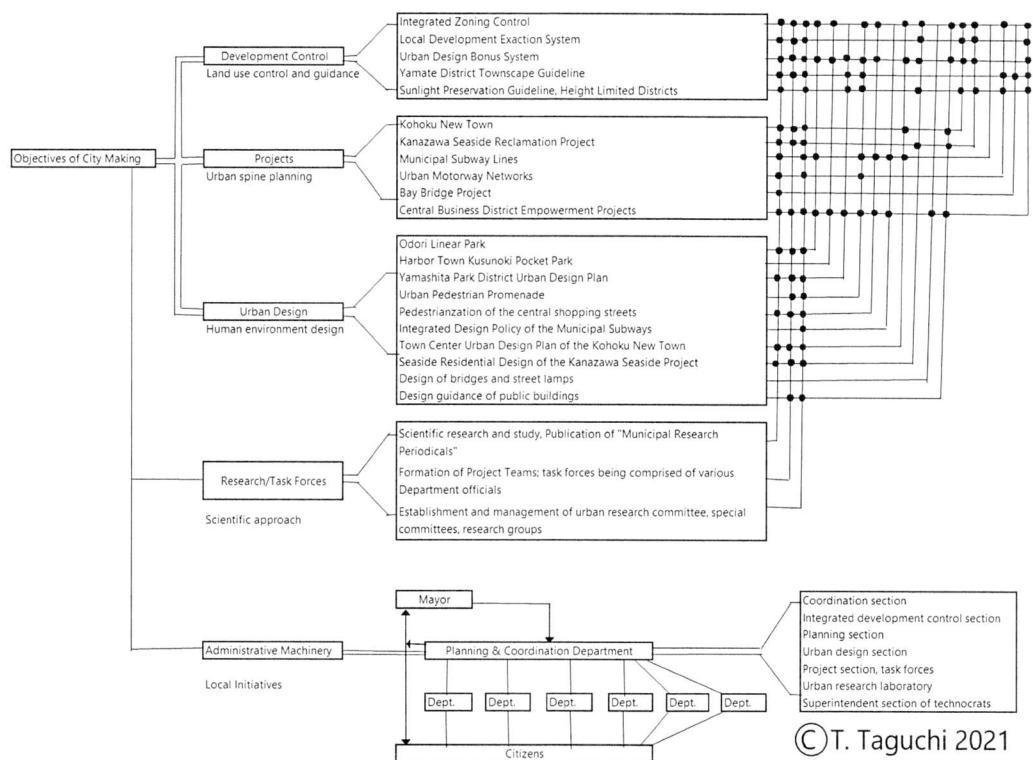 Objectives of City Making
Development Control
Land use control and guidance
Integrated Zoning Control
Local Development Exaction System
Urban Design Bonus System
Yamate District Townscape Guideline
Sunlight Preservation Guideline, Height Limited Districts
Projects
Urban spine planning
Kohoku New Town
Kanazawa Seaside Reclamation Project
Municipal Subway Lines
Urban Motorway Networks
Bay Bridge Project
Central Business District Empowerment Projects
Urban Design
Human environment design
Odori Linear Park
Harbor Town Kusunoki Pocket Park
Yamashita Park District Urban Design Plan
Urban Pedestrian Promenade
Pedestrianzation of the central shopping streets
Integrated Design Policy of the Municipal Subways
Town Center Urban Design Plan of the Kohoku New Town
Seaside Residential Design of the Kanazawa Seaside Project
Design of bridges and street lamps
Design guidance of public buildings
Research/Task Forces
Scientific approach
Scientific research and study, Publication of "Municipal Research
Periodicals"
Formation of Project Teams; task forces being comprised of various
Department officials
Establishment and management of urban research committee, special
committees, research groups
Administrative Machinery
Local Initiatives
Mayor
Planning & Coordination Department
Dept.
Dept.
Dept.
Dept.
Dept.
Dept.
Citizens
Coordination section
Integrated development control section
Planning section
Urban design section
Project section, task forces
Urban research laboratory
Superintendent section of technocrats
Ⓒ T. Taguchi 2021